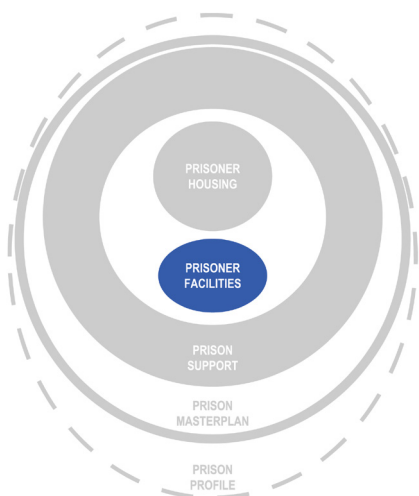 PRISONER
HOUSING
PRISONER
FACILITIES
PRISON
SUPPORT
PRISON
MASTERPLAN
PRISON
PROFILE